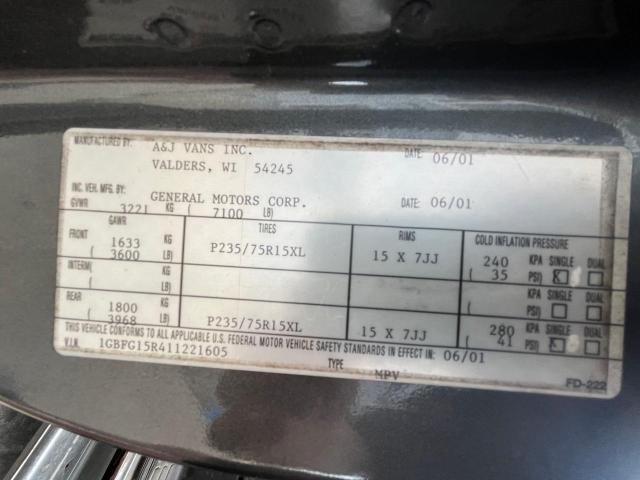 MANUFACTURED BY: A&J VANS INC. DATE: 06/01
VALDERS, WI 54245
INC. VEH. MFG. BY: GENERAL MOTORS CORP. DATE: 06/01
GVWR 3221 KG ( 7100 LB)
GAWR TIRES RIMS COLD INFLATION PRESSURE
FRONT 1633 KG P235/75R15XL 15 X 7JJ 240 KPA SINGLE DUAL
( 3600 LB) ( 35 PSI) X
INTERM KG KPA SINGLE DUAL
( LB) ( PSI)
REAR 1800 KG P235/75R15XL 15 X 7JJ 280 KPA SINGLE DUAL
( 3968 LB) ( 41 PSI) X
THIS VEHICLE CONFORMS TO ALL APPLICABLE U.S. FEDERAL MOTOR VEHICLE SAFETY STANDARDS IN EFFECT IN: 06/01
V.I.N. 1GBFG15R411221605 TYPE MPV
FD-222